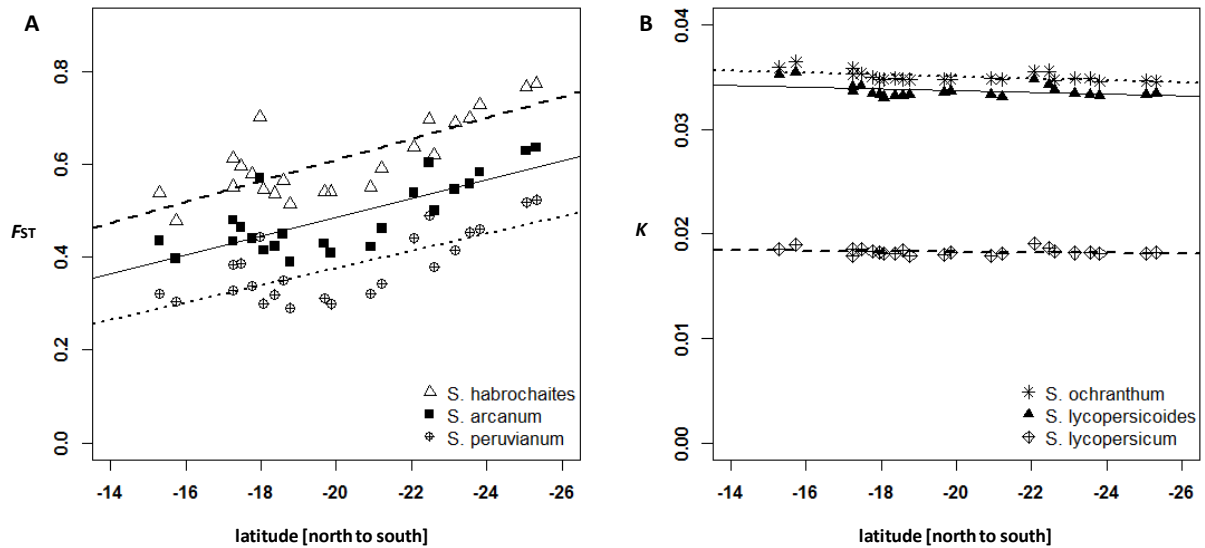 A
FST
0.8
0.6
0.4
0.2
0.0
S. habrochaites
S. arcanum
S. peruvianum
-14 -16 -18 -20 -22 -24 -26
latitude [north to south]
B
K
0.04
0.03
0.02
0.01
0.00
S. ochranthum
S. lycopersicoides
S. lycopersicum
-14 -16 -18 -20 -22 -24 -26
latitude [north to south]